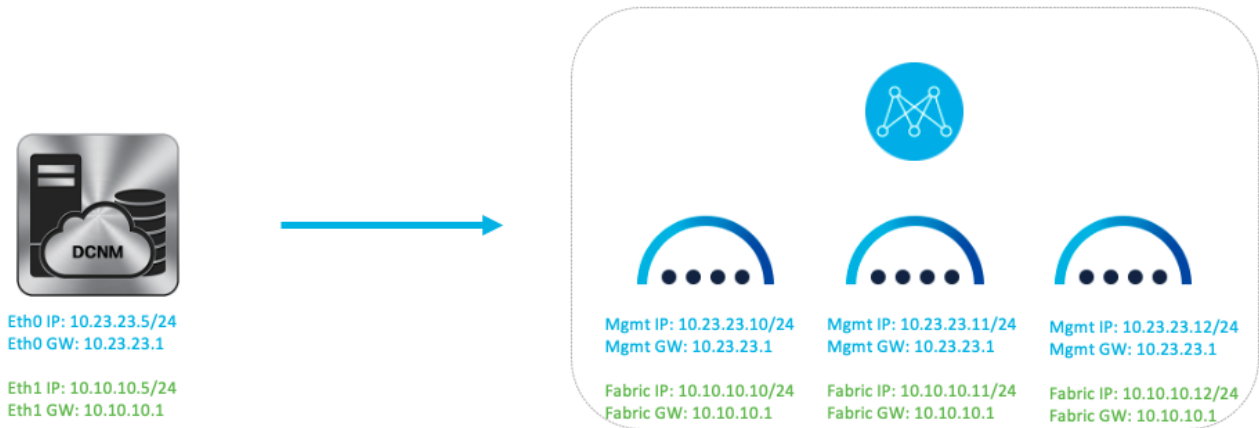 DCNM
Eth0 IP: 10.23.23.5/24
Eth0 GW: 10.23.23.1
Eth1 IP: 10.10.10.5/24
Eth1 GW: 10.10.10.1
Mgmt IP: 10.23.23.10/24
Mgmt GW: 10.23.23.1
Fabric IP: 10.10.10.10/24
Fabric GW: 10.10.10.1
Mgmt IP: 10.23.23.11/24
Mgmt GW: 10.23.23.1
Fabric IP: 10.10.10.11/24
Fabric GW: 10.10.10.1
Mgmt IP: 10.23.23.12/24
Mgmt GW: 10.23.23.1
Fabric IP: 10.10.10.12/24
Fabric GW: 10.10.10.1